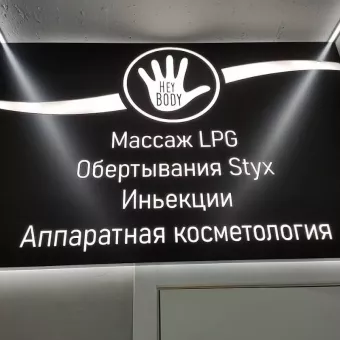 HEY
BODY
Массаж LPG
Обертывания Styx
Иньекции
Аппаратная косметология